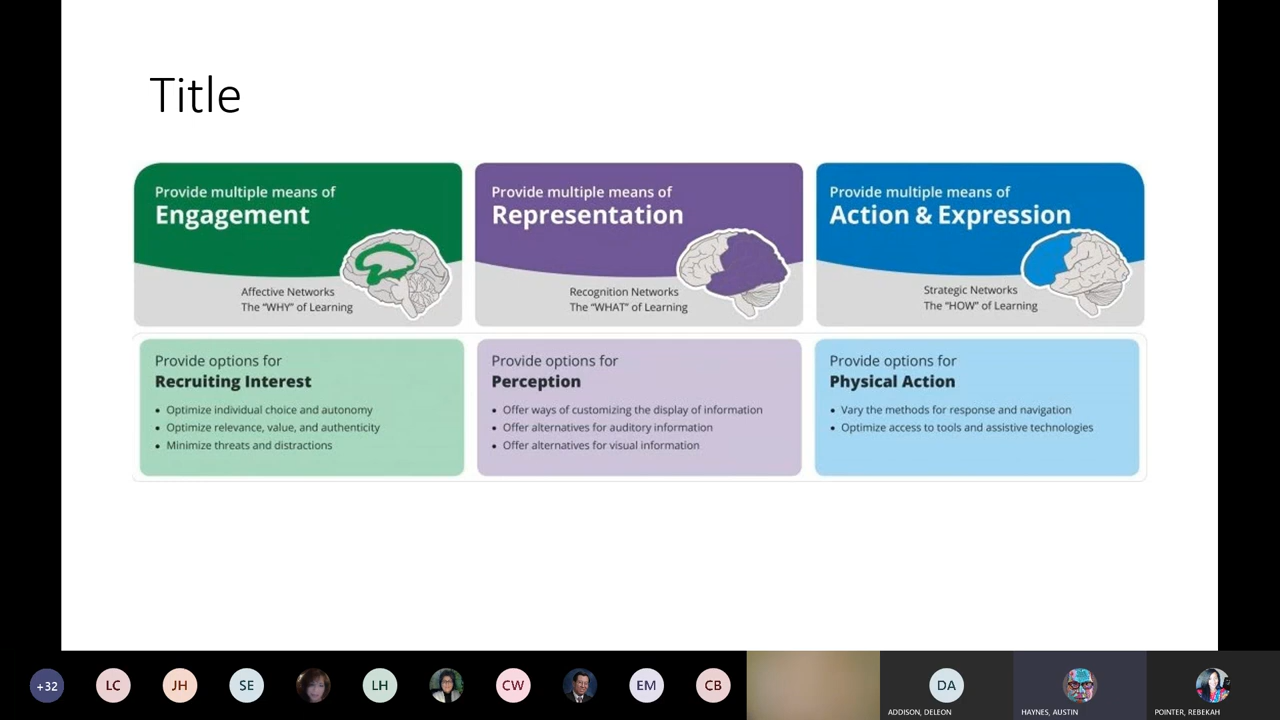 Title
Provide multiple means of
Engagement
Affective Networks
The “WHY” of Learning
Provide multiple means of
Representation
Recognition Networks
The “WHAT” of Learning
Provide multiple means of
Action & Expression
Strategic Networks
The “HOW” of Learning
Provide options for
Recruiting Interest
• Optimize individual choice and autonomy
• Optimize relevance, value, and authenticity
• Minimize threats and distractions
Provide options for
Perception
• Offer ways of customizing the display of information
• Offer alternatives for auditory information
• Offer alternatives for visual information
Provide options for
Physical Action
• Vary the methods for response and navigation
• Optimize access to tools and assistive technologies
+32
LC
JH
SE
LH
CW
EM
CB
DA
ADDISON, DELEON
HAYNES, AUSTIN
POINTER, REBEKAH